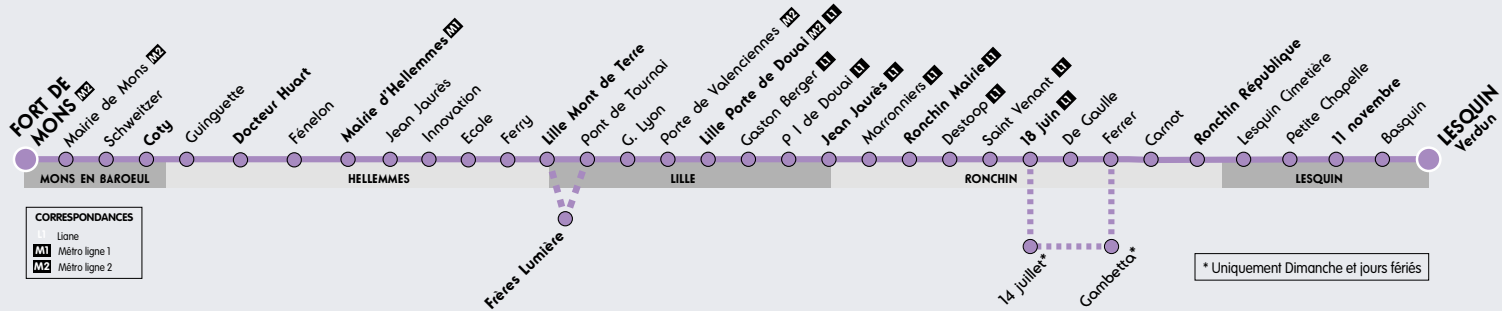 FORT DE
MONS M2
Mairie de Mons M2
Schweitzer
Coty
Guinguette
Docteur Huart
Fénelon
Mairie d'Hellemmes M1
Jean Jaurès
Innovation
Ecole
Ferry
Lille Mont de Terre
Pont de Tournai
G. Lyon
Porte de Valenciennes M2
Lille Porte de Douai M2 L1
Gaston Berger L1
P I de Douai L1
Jean Jaurès L1
Marronniers L1
Ronchin Mairie L1
Destoop L1
Saint Venant L1
18 juin L1
De Gaulle
Ferrer
Carnot
Ronchin République
Lesquin Cimetière
Petite Chapelle
11 novembre
Basquin
LESQUIN
Verdun
MONS EN BAROEUL
HELLEMMES
LILLE
RONCHIN
LESQUIN
Frères Lumière
14 juillet*
Gambetta*
CORRESPONDANCES
L1 Liane
M1 Métro ligne 1
M2 Métro ligne 2
* Uniquement Dimanche et jours fériés